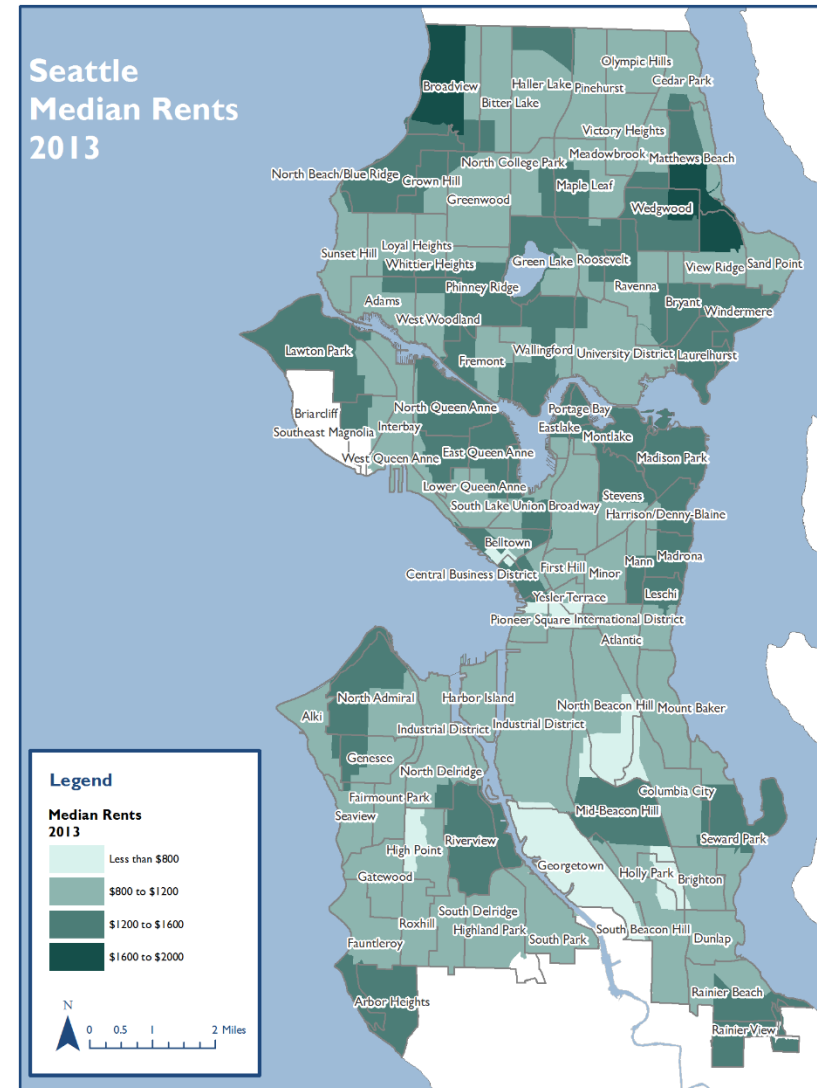 Seattle
Median Rents
2013
Olympic Hills
Broadview
Haller Lake
Pinehurst
Cedar Park
Bitter Lake
Victory Heights
Meadowbrook
Matthews Beach
North College Park
North Beach/Blue Ridge
Crown Hill
Maple Leaf
Greenwood
Wedgwood
Loyal Heights
Sunset Hill
Whittier Heights
Green Lake
Roosevelt
View Ridge
Sand Point
Phinney Ridge
Ravenna
Adams
Bryant
Windermere
West Woodland
Lawton Park
Wallingford
University District
Laurelhurst
Fremont
North Queen Anne
Portage Bay
Briarcliff
Interbay
Eastlake
Southeast Magnolia
Montlake
West Queen Anne
East Queen Anne
Madison Park
Lower Queen Anne
Stevens
South Lake Union
Broadway
Harrison/Denny-Blaine
Belltown
Madrona
Central Business District
First Hill
Minor
Mann
Leschi
Yesler Terrace
Pioneer Square
International District
Atlantic
North Admiral
Harbor Island
North Beacon Hill
Mount Baker
Alki
Industrial District
Industrial District
Genesee
North Delridge
Columbia City
Fairmount Park
Mid-Beacon Hill
Seaview
Riverview
Seward Park
High Point
Georgetown
Holly Park
Brighton
Gatewood
South Delridge
Roxhill
Highland Park
South Beacon Hill
Fauntleroy
South Park
Dunlap
Rainier Beach
Arbor Heights
Rainier View
Legend
Median Rents
2013
Less than $800
$800 to $1200
$1200 to $1600
$1600 to $2000
N
0 0.5 1 2 Miles